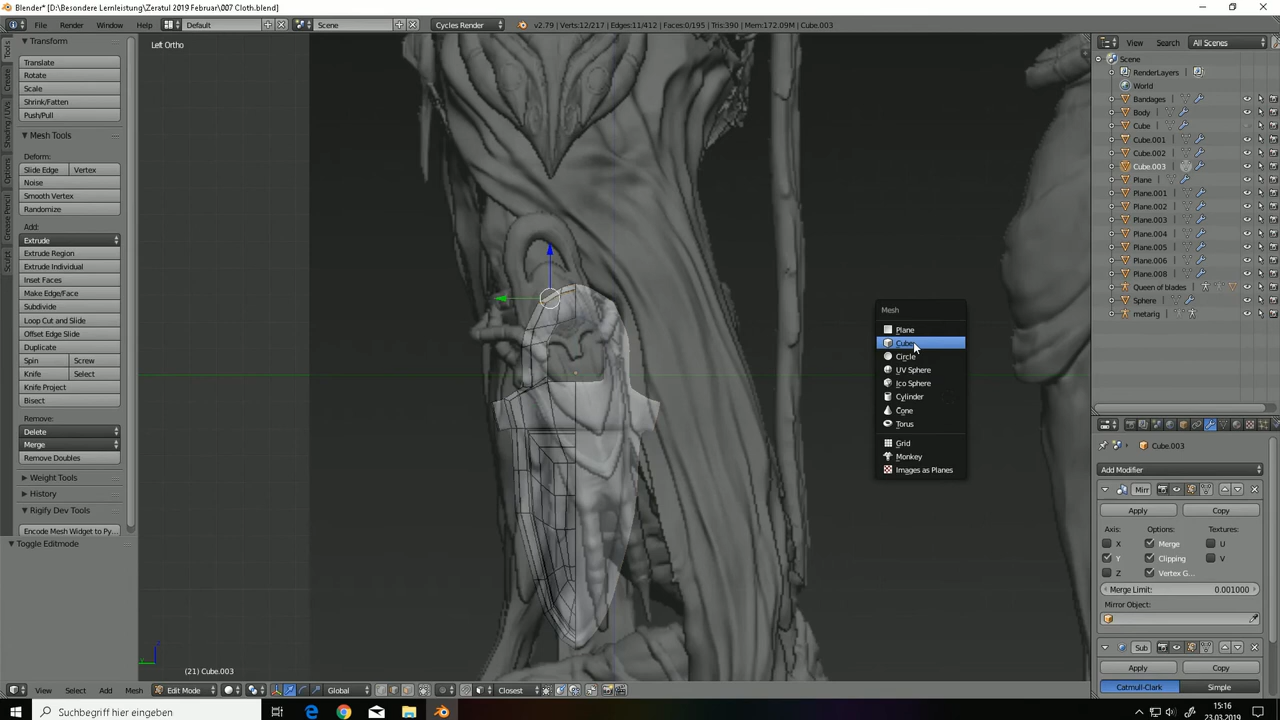 Blender* [D:\Besondere Lernleistung\Zeratul 2019 Februar\007 Cloth.blend]
File Render Window Help Default Scene Cycles Render v2.79 | Verts:12/217 | Edges:11/412 | Faces:0/195 | Tris:390 | Mem:172.09M | Cube.003
View Search All Scenes
Left Ortho
Tools
Create
Shading / UVs
Options
Grease Pencil
Sculpt
Transform
Translate
Rotate
Scale
Shrink/Fatten
Push/Pull
Mesh Tools
Deform:
Slide Edge Vertex
Noise
Smooth Vertex
Randomize
Add:
Extrude
Extrude Region
Extrude Individual
Inset Faces
Make Edge/Face
Subdivide
Loop Cut and Slide
Offset Edge Slide
Duplicate
Spin Screw
Knife Select
Knife Project
Bisect
Remove:
Delete
Merge
Remove Doubles
Weight Tools
History
Rigify Dev Tools
Encode Mesh Widget to Py...
Toggle Editmode
Mesh
Plane
Cube
Circle
UV Sphere
Ico Sphere
Cylinder
Cone
Torus
Grid
Monkey
Images as Planes
Scene
RenderLayers
World
Bandages
Body
Cube
Cube.001
Cube.002
Cube.003
Plane
Plane.001
Plane.002
Plane.003
Plane.004
Plane.005
Plane.006
Plane.008
Queen of blades
Sphere
metarig
Cube.003
Add Modifier
Mirr
Apply Copy
Axis: Options: Textures:
X Merge U
Y Clipping V
Z Vertex G...
Merge Limit: 0.001000
Mirror Object:
Sub
Apply Copy
Catmull-Clark Simple
(21) Cube.003
View Select Add Mesh Edit Mode Global Closest
Suchbegriff hier eingeben
15:16
23.03.2019